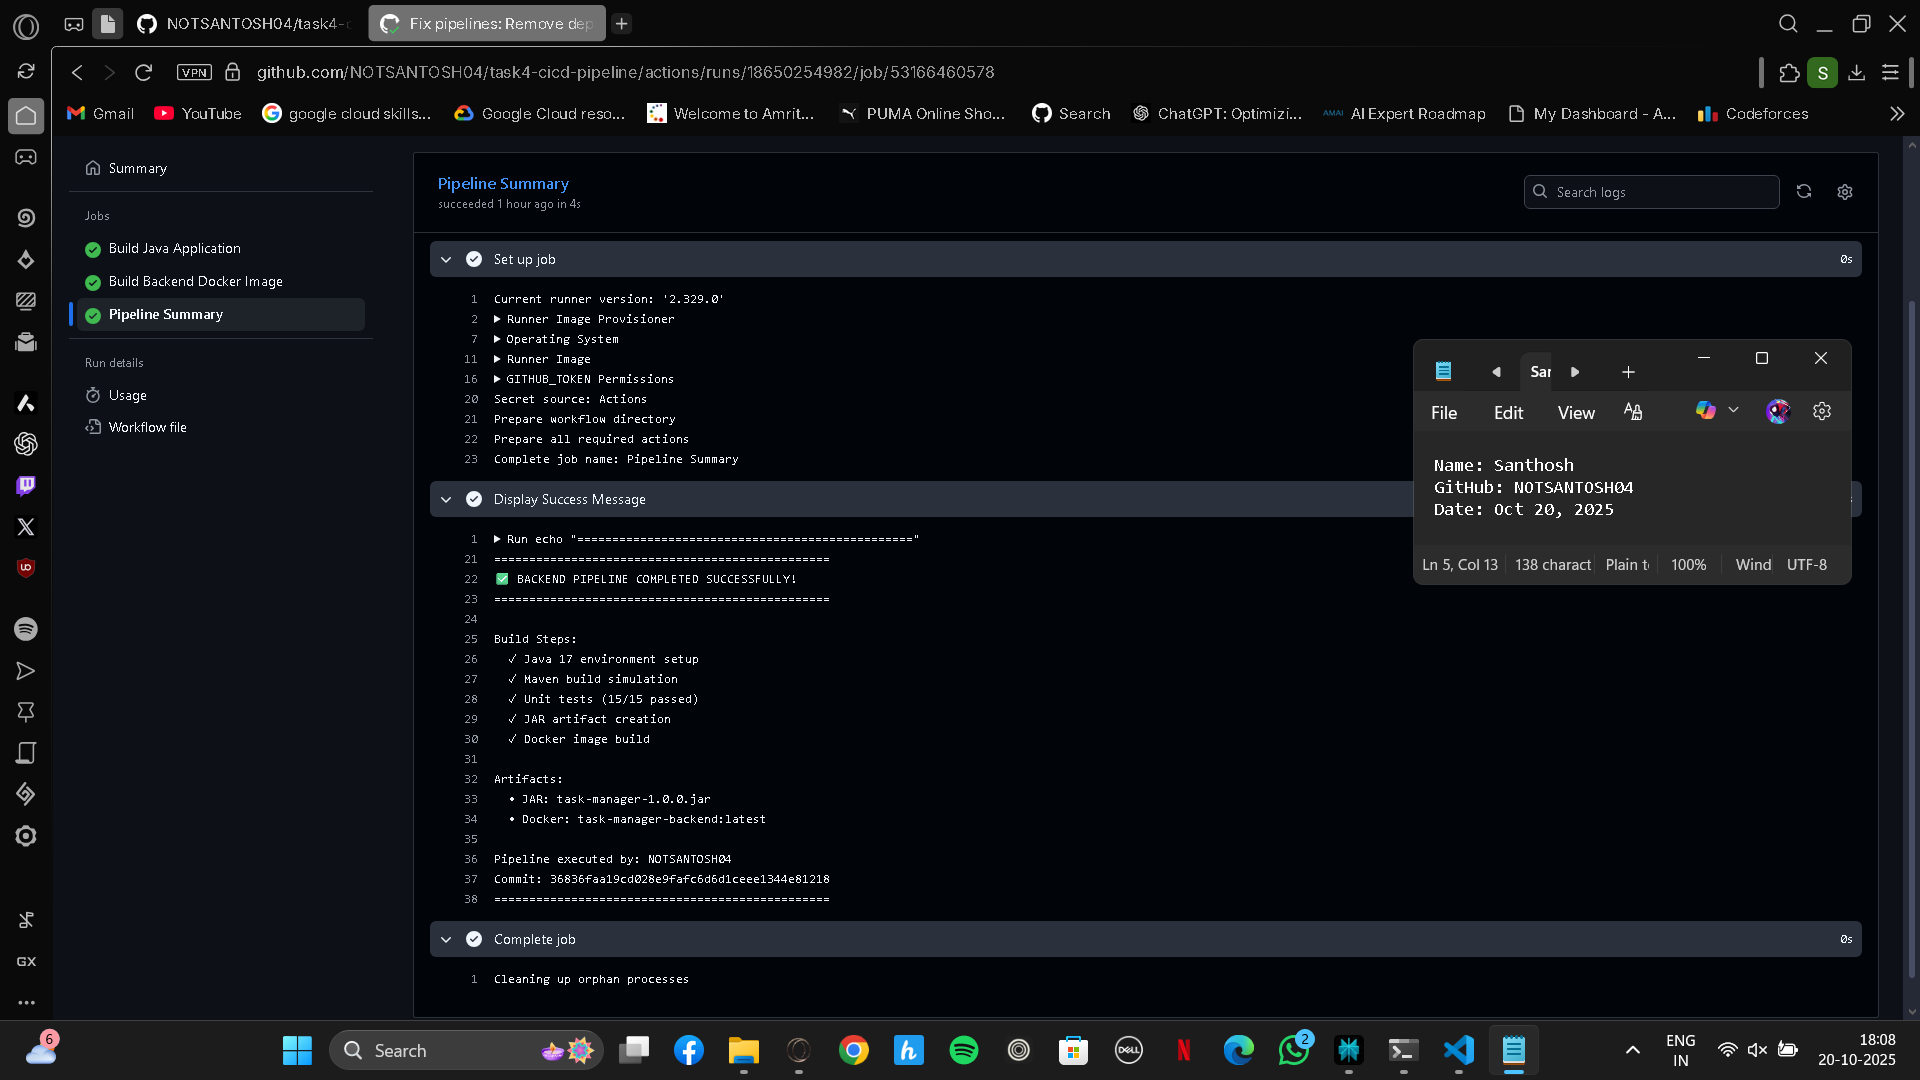 NOTSANTOSH04/task4-c
Fix pipelines: Remove dep
VPN
github.com/NOTSANTOSH04/task4-cicd-pipeline/actions/runs/18650254982/job/53166460578
S
Gmail
YouTube
google cloud skills...
Google Cloud reso...
Welcome to Amrit...
PUMA Online Sho...
Search
ChatGPT: Optimizi...
AMAI AI Expert Roadmap
My Dashboard - A...
Codeforces
Summary
Jobs
Build Java Application
Build Backend Docker Image
Pipeline Summary
Run details
Usage
Workflow file
Pipeline Summary
succeeded 1 hour ago in 4s
Search logs
Set up job
0s
1 Current runner version: '2.329.0'
2 ▶ Runner Image Provisioner
7 ▶ Operating System
11 ▶ Runner Image
16 ▶ GITHUB_TOKEN Permissions
20 Secret source: Actions
21 Prepare workflow directory
22 Prepare all required actions
23 Complete job name: Pipeline Summary
Display Success Message
1 ▶ Run echo "================================================"
21 ================================================
22 ✅ BACKEND PIPELINE COMPLETED SUCCESSFULLY!
23 ================================================
24
25 Build Steps:
26 ✓ Java 17 environment setup
27 ✓ Maven build simulation
28 ✓ Unit tests (15/15 passed)
29 ✓ JAR artifact creation
30 ✓ Docker image build
31
32 Artifacts:
33 • JAR: task-manager-1.0.0.jar
34 • Docker: task-manager-backend:latest
35
36 Pipeline executed by: NOTSANTOSH04
37 Commit: 36836faa19cd028e9fafc6d6d1ceee1344e81218
38 ================================================
Complete job
0s
1 Cleaning up orphan processes
Sar
File
Edit
View
Name: Santhosh
GitHub: NOTSANTOSH04
Date: Oct 20, 2025
Ln 5, Col 13
138 charact
Plain t
100%
Wind
UTF-8
UO
GX
6
Search
h
DELL
N
2
ENG
IN
18:08
20-10-2025